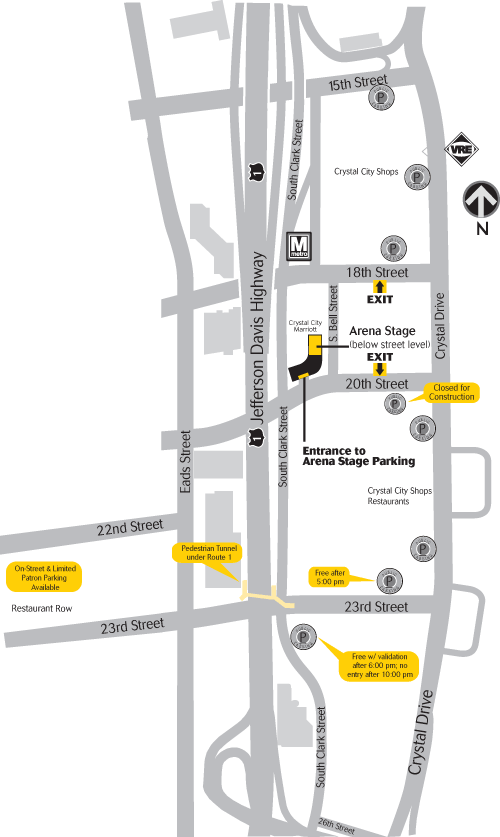 15th Street
P
South Clark Street
VRE
1
Crystal City Shops
P
N
M
metro
P
18th Street
EXIT
Jefferson Davis Highway
S. Bell Street
Crystal Drive
Crystal City
Marriott
Arena Stage
(below street level)
EXIT
20th Street
Closed for
Construction
P
P
1
Entrance to
Arena Stage Parking
Eads Street
South Clark Street
Crystal City Shops
Restaurants
22nd Street
Pedestrian Tunnel
under Route 1
P
On-Street & Limited
Patron Parking
Available
Free after
5:00 pm
P
Restaurant Row
23rd Street
23rd Street
P
Free w/ validation
after 6:00 pm; no
entry after 10:00 pm
South Clark Street
Crystal Drive
26th Street